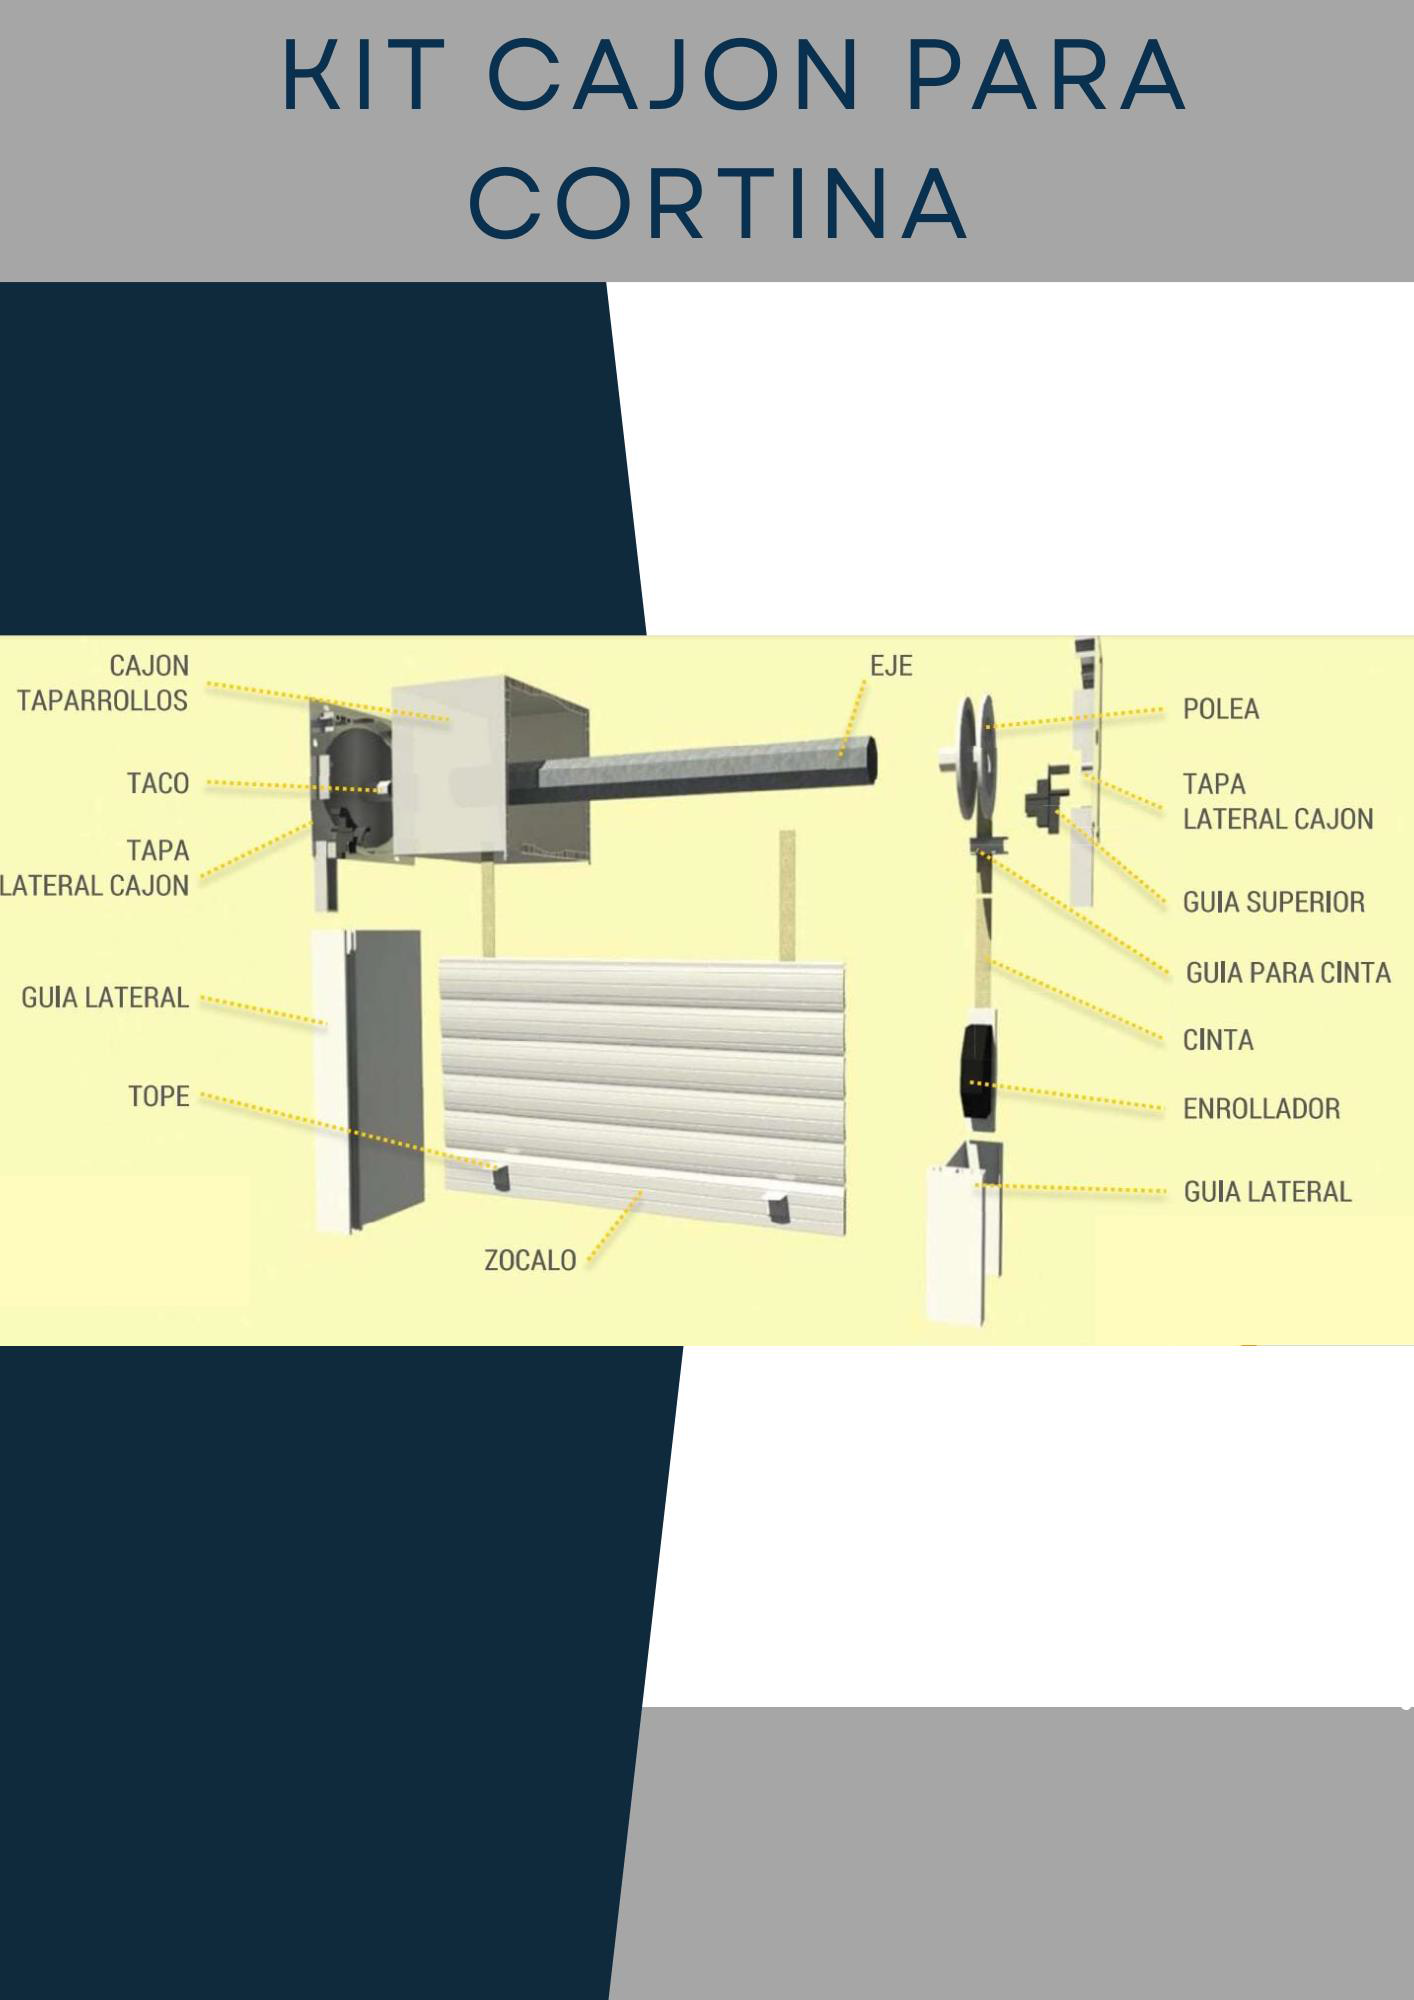 KIT CAJON PARA
CORTINA
CAJON
TAPARROLLOS
TACO
TAPA
LATERAL CAJON
GUIA LATERAL
TOPE
ZOCALO
EJE
POLEA
TAPA
LATERAL CAJON
GUIA SUPERIOR
GUIA PARA CINTA
CINTA
ENROLLADOR
GUIA LATERAL